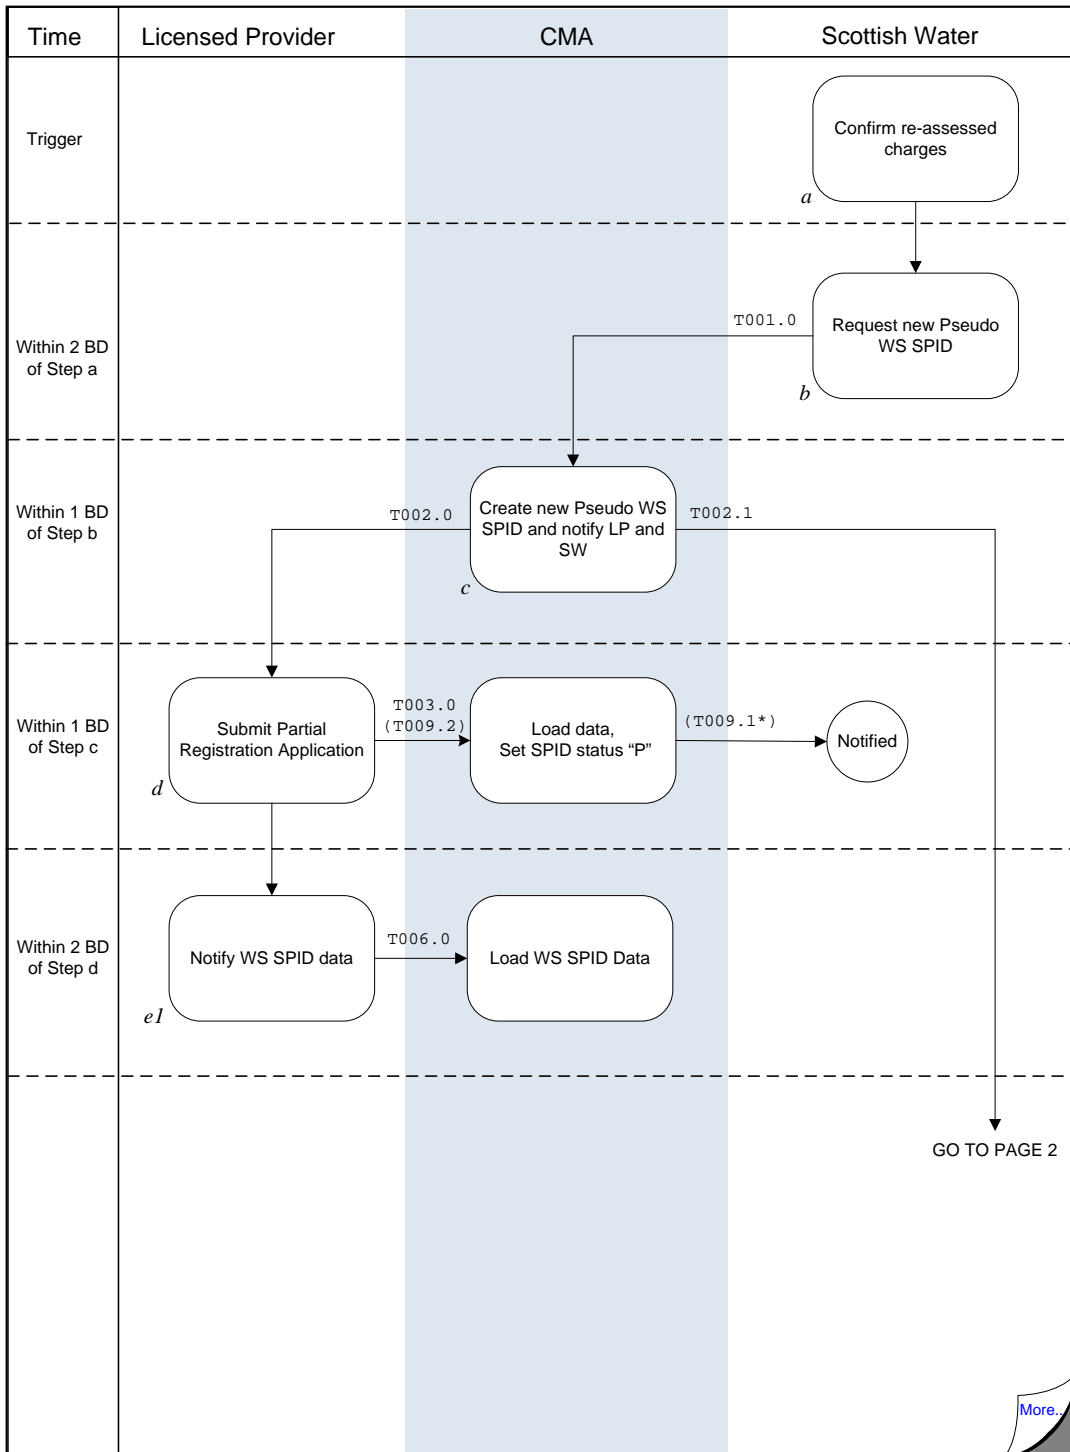 Time
Licensed Provider
CMA
Scottish Water
Trigger
Confirm re-assessed
charges
a
Within 2 BD
of Step a
T001.0
Request new Pseudo
WS SPID
b
Within 1 BD
of Step b
T002.0
Create new Pseudo WS
SPID and notify LP and
SW
T002.1
c
Within 1 BD
of Step c
Submit Partial
Registration Application
T003.0
(T009.2)
Load data,
Set SPID status “P”
(T009.1*)
Notified
d
Within 2 BD
of Step d
Notify WS SPID data
T006.0
Load WS SPID Data
e1
GO TO PAGE 2
More..